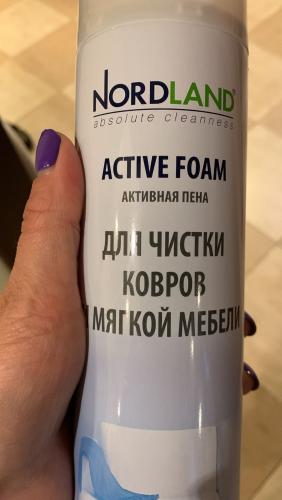 NORDLAND®
absolute cleanness
ACTIVE FOAM
АКТИВНАЯ ПЕНА
ДЛЯ ЧИСТКИ
КОВРОВ
И МЯГКОЙ МЕБЕЛИ